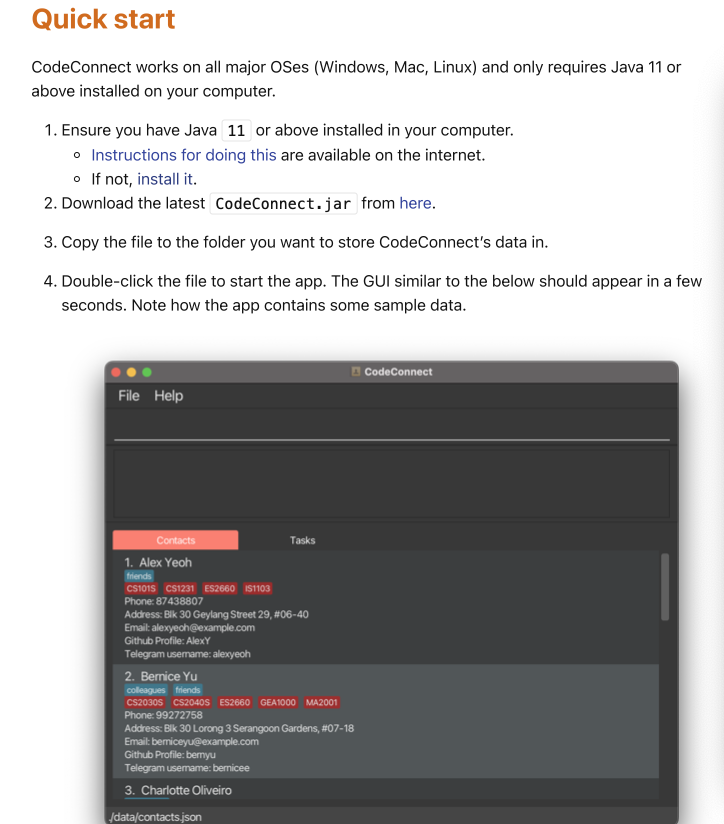 Quick start
CodeConnect works on all major OSes (Windows, Mac, Linux) and only requires Java 11 or
above installed on your computer.
1. Ensure you have Java 11 or above installed in your computer.
Instructions for doing this are available on the internet.
If not, install it.
2. Download the latest CodeConnect.jar from here.
3. Copy the file to the folder you want to store CodeConnect's data in.
4. Double-click the file to start the app. The GUI similar to the below should appear in a few
seconds. Note how the app contains some sample data.
CodeConnect
File Help
Contacts Tasks
1. Alex Yeoh
friends
CS101S CS1231 ES2660 IS1103
Phone: 87438807
Address: Blk 30 Geylang Street 29, #06-40
Email: alexyeoh@example.com
Github Profile: AlexY
Telegram username: alexyeoh
2. Bernice Yu
colleagues friends
CS2030S CS2040S ES2660 GEA1000 MA2001
Phone: 99272758
Address: Blk 30 Lorong 3 Serangoon Gardens, #07-18
Email: berniceyu@example.com
Github Profile: bernyu
Telegram username: bernicee
3. Charlotte Oliveiro
./data/contacts.json